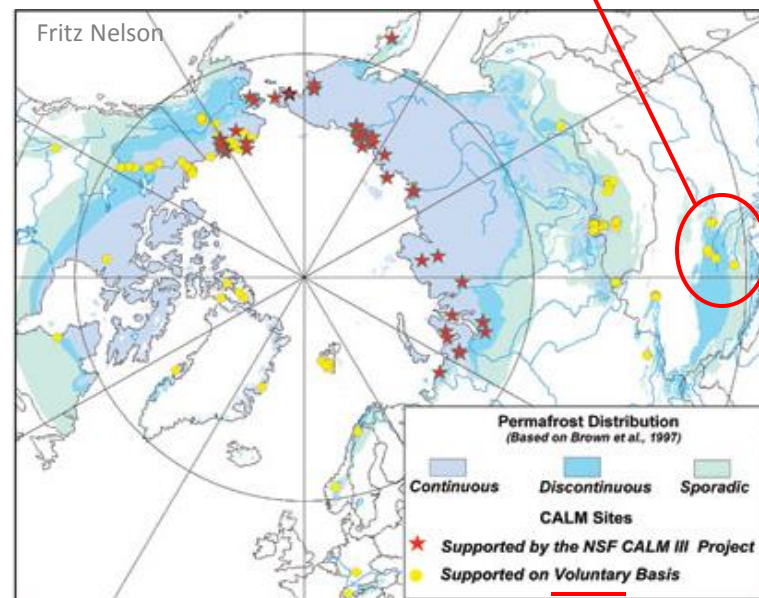 Fritz Nelson
Permafrost Distribution
(Based on Brown et al., 1997)
Continuous Discontinuous Sporadic
CALM Sites
Supported by the NSF CALM III Project
Supported on Voluntary Basis